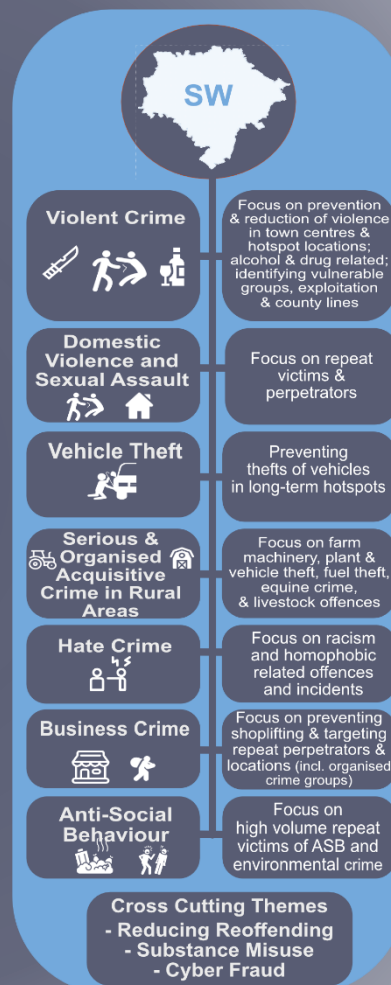 SW
Violent Crime
Focus on prevention
& reduction of violence
in town centres &
hotspot locations;
alcohol & drug related;
identifying vulnerable
groups, exploitation
& county lines
Domestic
Violence and
Sexual Assault
Focus on repeat
victims &
perpetrators
Vehicle Theft
Preventing
thefts of vehicles
in long-term hotspots
Serious &
Organised
Acquisitive
Crime in Rural
Areas
Focus on farm
machinery, plant &
vehicle theft, fuel theft,
equine crime,
& livestock offences
Hate Crime
Focus on racism
and homophobic
related offences
and incidents
Business Crime
Focus on preventing
shoplifting & targeting
repeat perpetrators &
locations (incl. organised
crime groups)
Anti-Social
Behaviour
Focus on
high volume repeat
victims of ASB and
environmental crime
Cross Cutting Themes
- Reducing Reoffending
- Substance Misuse
- Cyber Fraud